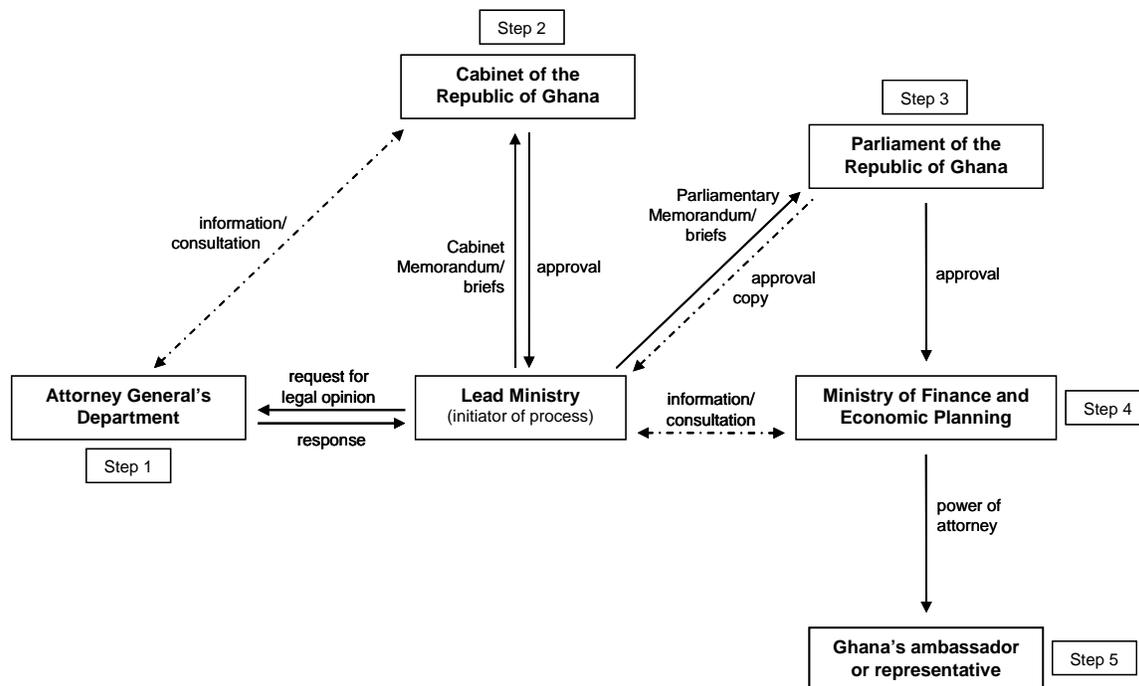 Step 2
Cabinet of the
Republic of Ghana
Step 3
Parliament of the
Republic of Ghana
information/
consultation
Cabinet
Memorandum/
briefs
approval
Parliamentary
Memorandum/
briefs
approval
copy
approval
Attorney General's
Department
Step 1
request for
legal opinion
response
Lead Ministry
(initiator of process)
information/
consultation
Ministry of Finance and
Economic Planning
Step 4
power of
attorney
Ghana's ambassador
or representative
Step 5